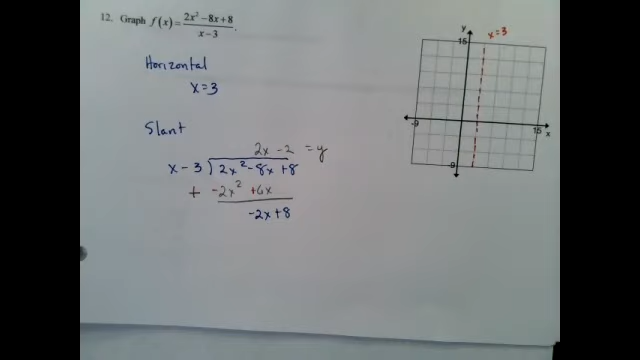 12. Graph f(x) = (2x² − 8x + 8)/(x − 3).
Horizontal
x = 3
Slant
2x − 2 = y
x − 3 ) 2x² − 8x + 8
+ −2x² + 6x
−2x + 8
y
x = 3
15
-9
15
x
-9